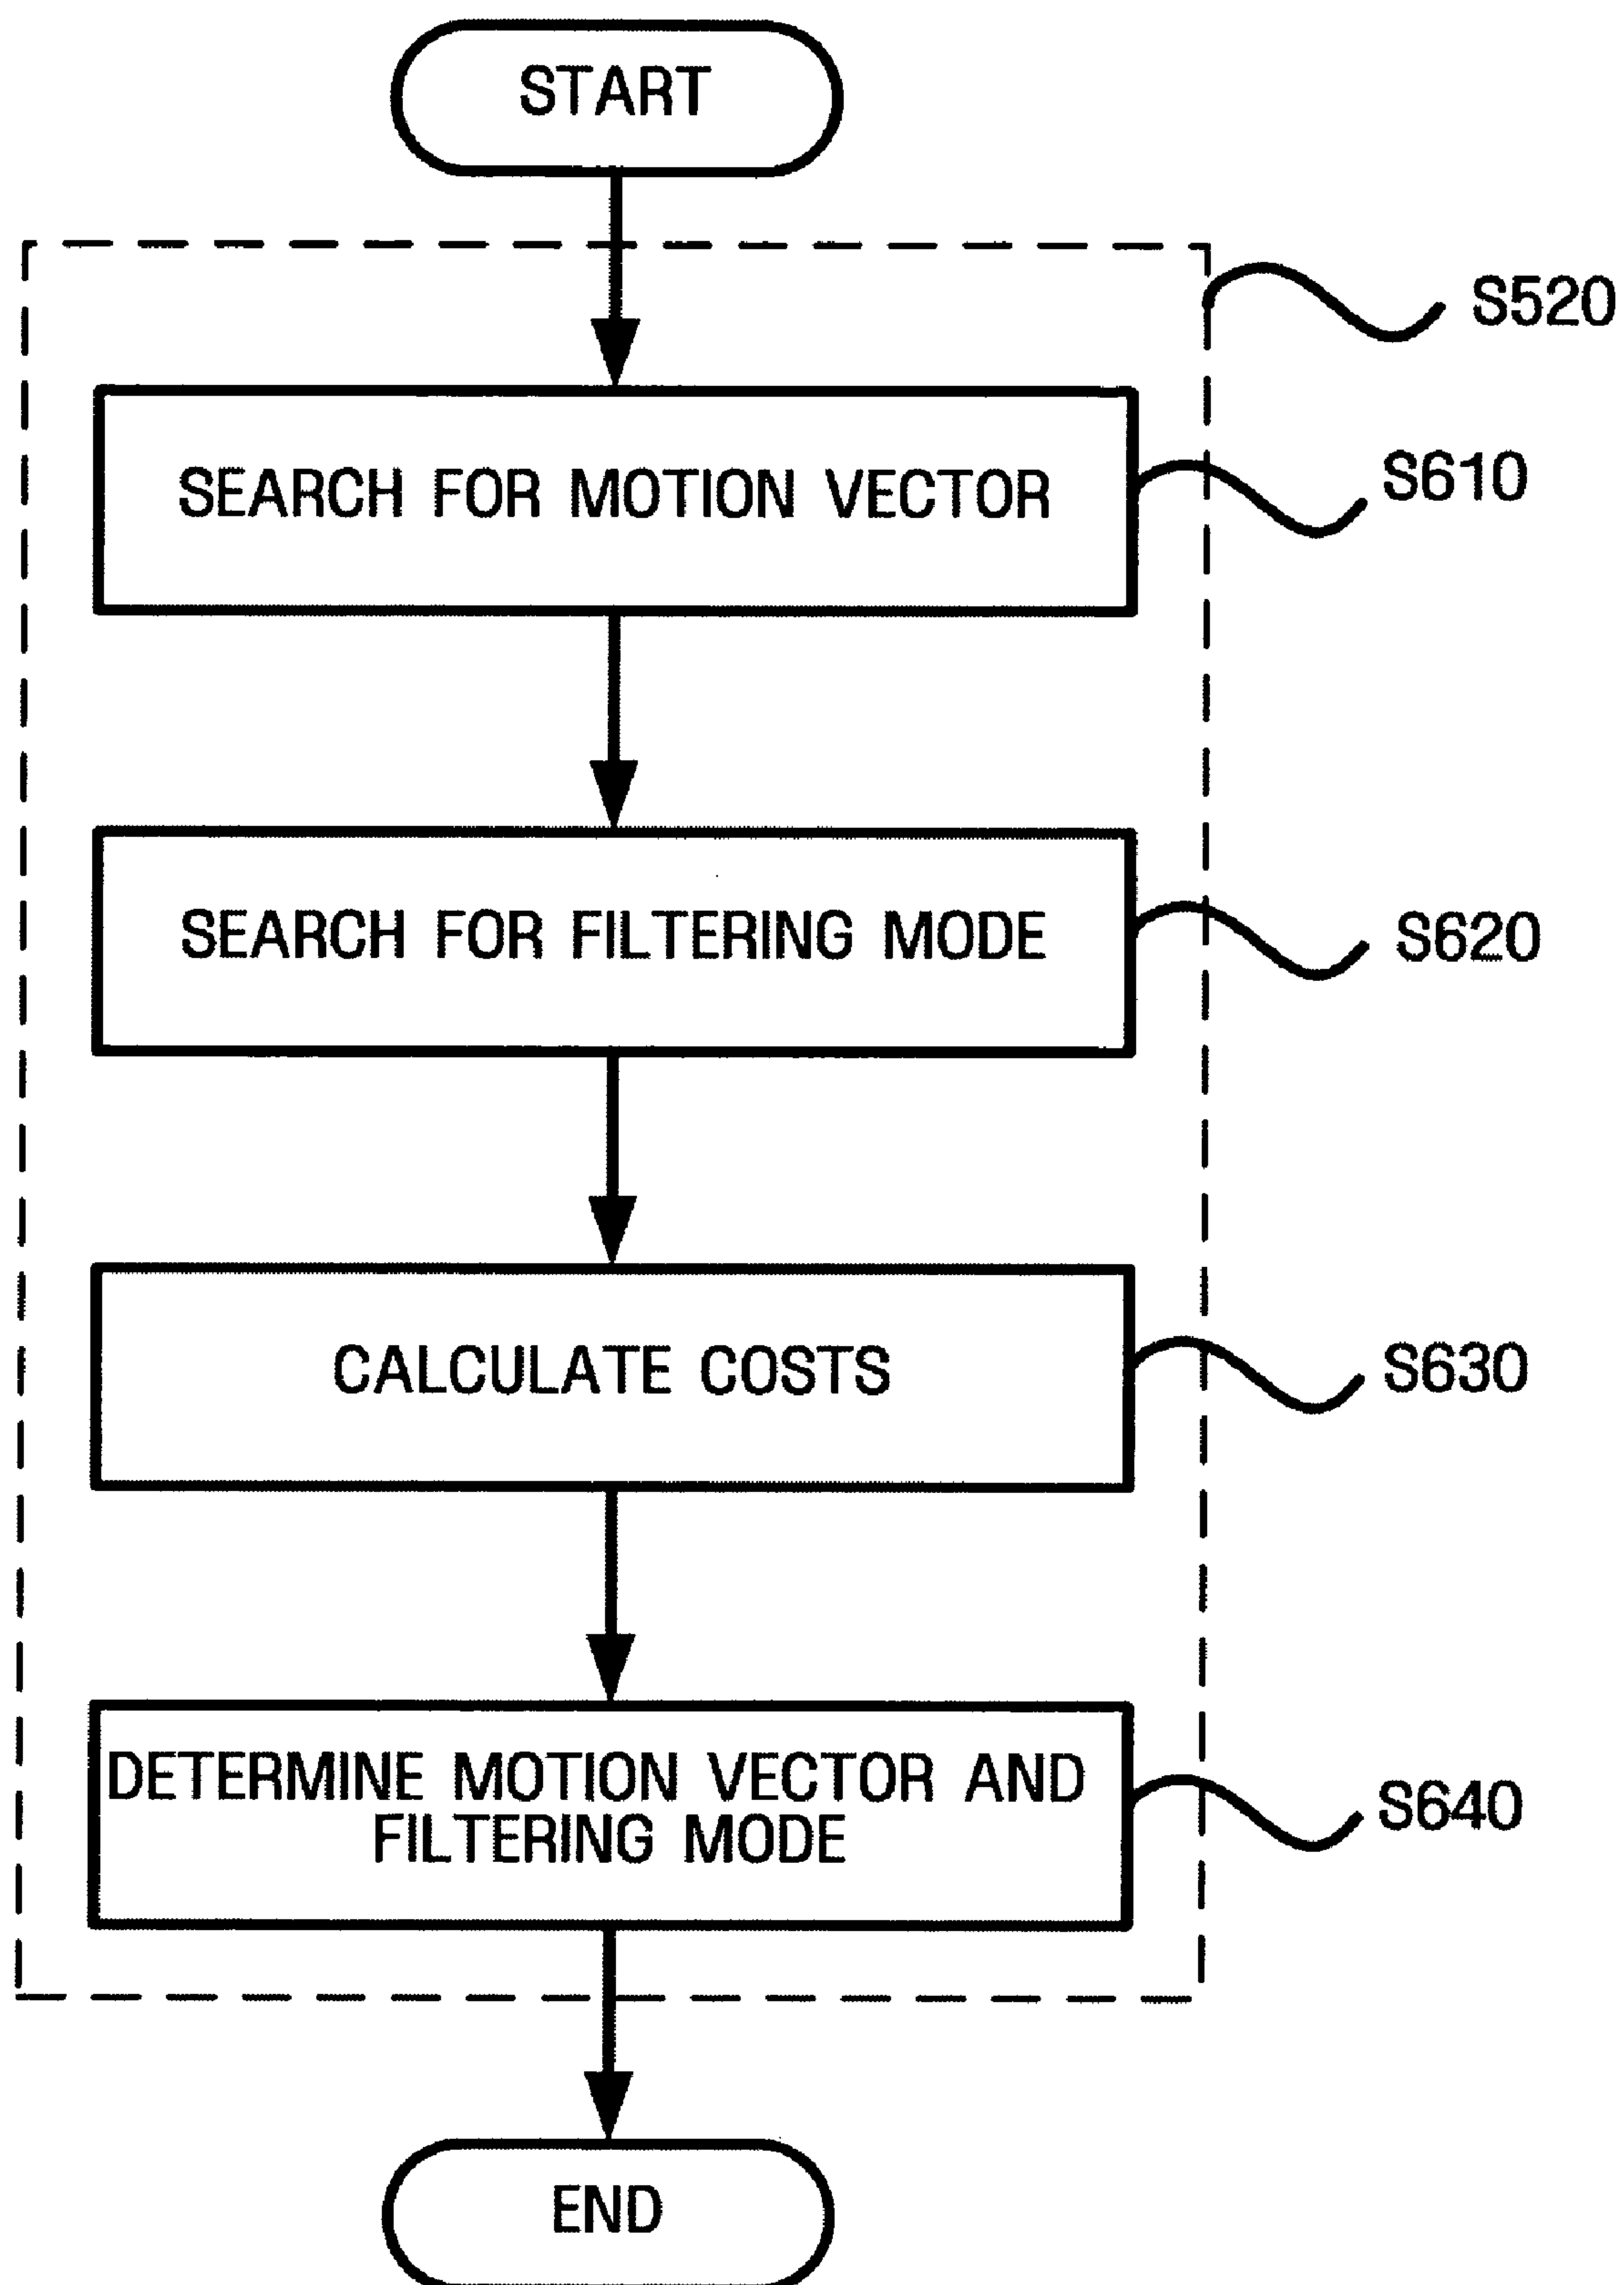 START
S520
SEARCH FOR MOTION VECTOR
S610
SEARCH FOR FILTERING MODE
S620
CALCULATE COSTS
S630
DETERMINE MOTION VECTOR AND
FILTERING MODE
S640
END